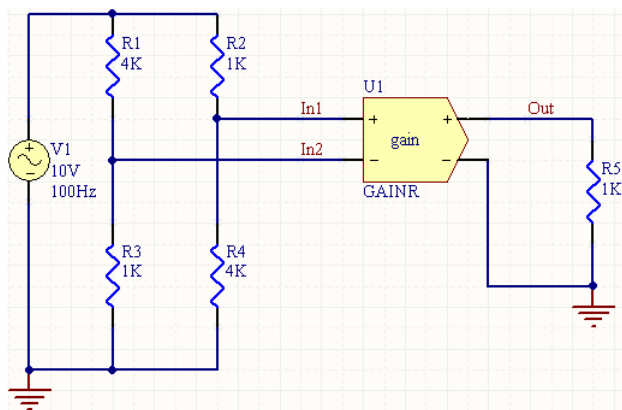 R1
4K
R2
1K
U1
In1
+
+
Out
gain
V1
10V
100Hz
In2
−
−
GAINR
R5
1K
R3
1K
R4
4K